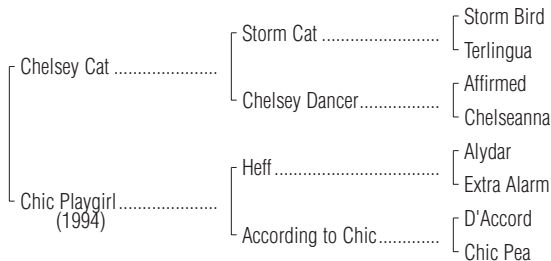 Storm Bird
Storm Cat ........................
Terlingua
Chelsey Cat .....................
Affirmed
Chelsey Dancer................
Chelseanna
Alydar
Heff.................................
Extra Alarm
Chic Playgirl....................
(1994)
D'Accord
According to Chic............
Chic Pea